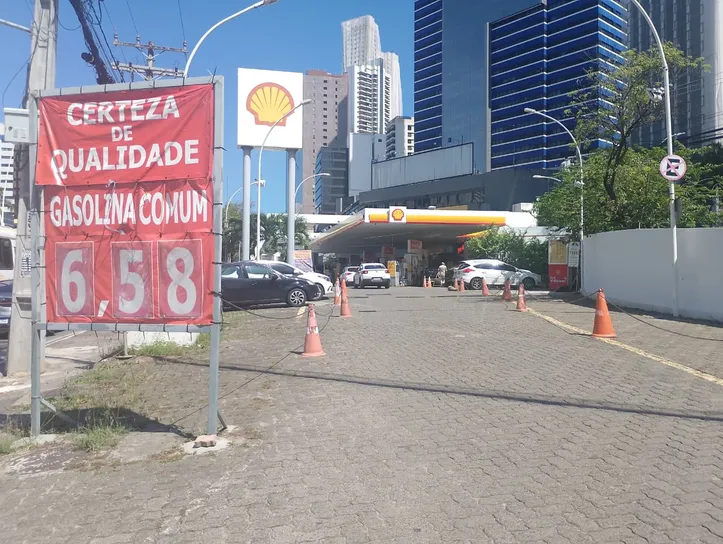 CERTEZA
DE
QUALIDADE
GASOLINA COMUM
6,58